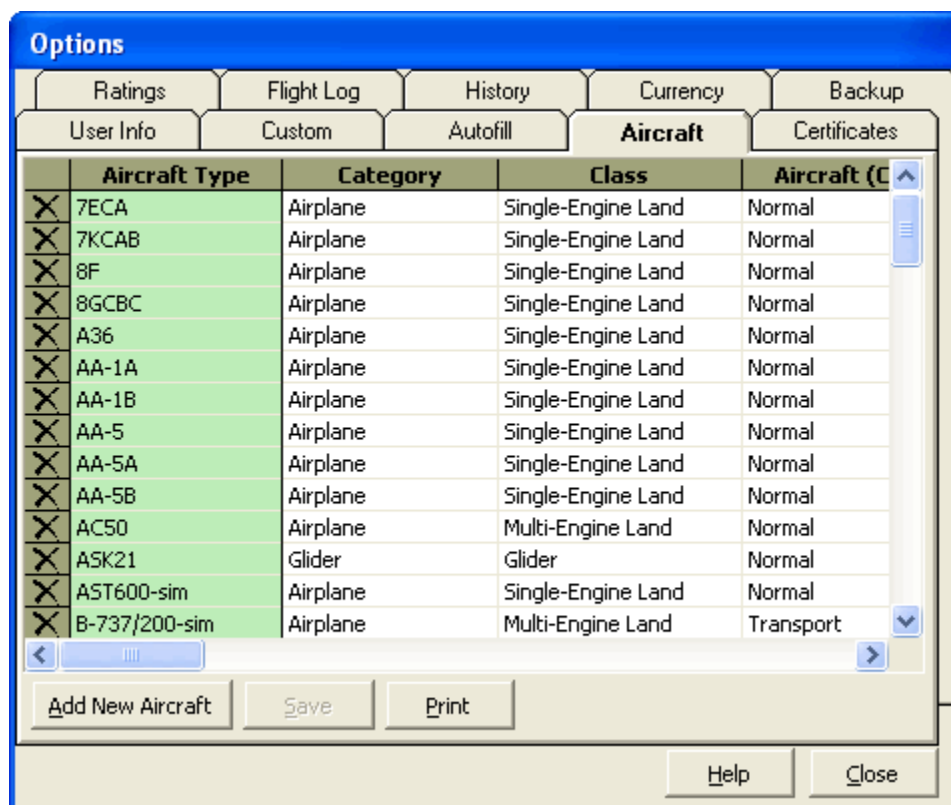 Options
Ratings Flight Log History Currency Backup
User Info Custom Autofill Aircraft Certificates
Aircraft Type Category Class Aircraft (C
7ECA Airplane Single-Engine Land Normal
7KCAB Airplane Single-Engine Land Normal
8F Airplane Single-Engine Land Normal
8GCBC Airplane Single-Engine Land Normal
A36 Airplane Single-Engine Land Normal
AA-1A Airplane Single-Engine Land Normal
AA-1B Airplane Single-Engine Land Normal
AA-5 Airplane Single-Engine Land Normal
AA-5A Airplane Single-Engine Land Normal
AA-5B Airplane Single-Engine Land Normal
AC50 Airplane Multi-Engine Land Normal
ASK21 Glider Glider Normal
AST600-sim Airplane Single-Engine Land Normal
B-737/200-sim Airplane Multi-Engine Land Transport
Add New Aircraft Save Print
Help Close